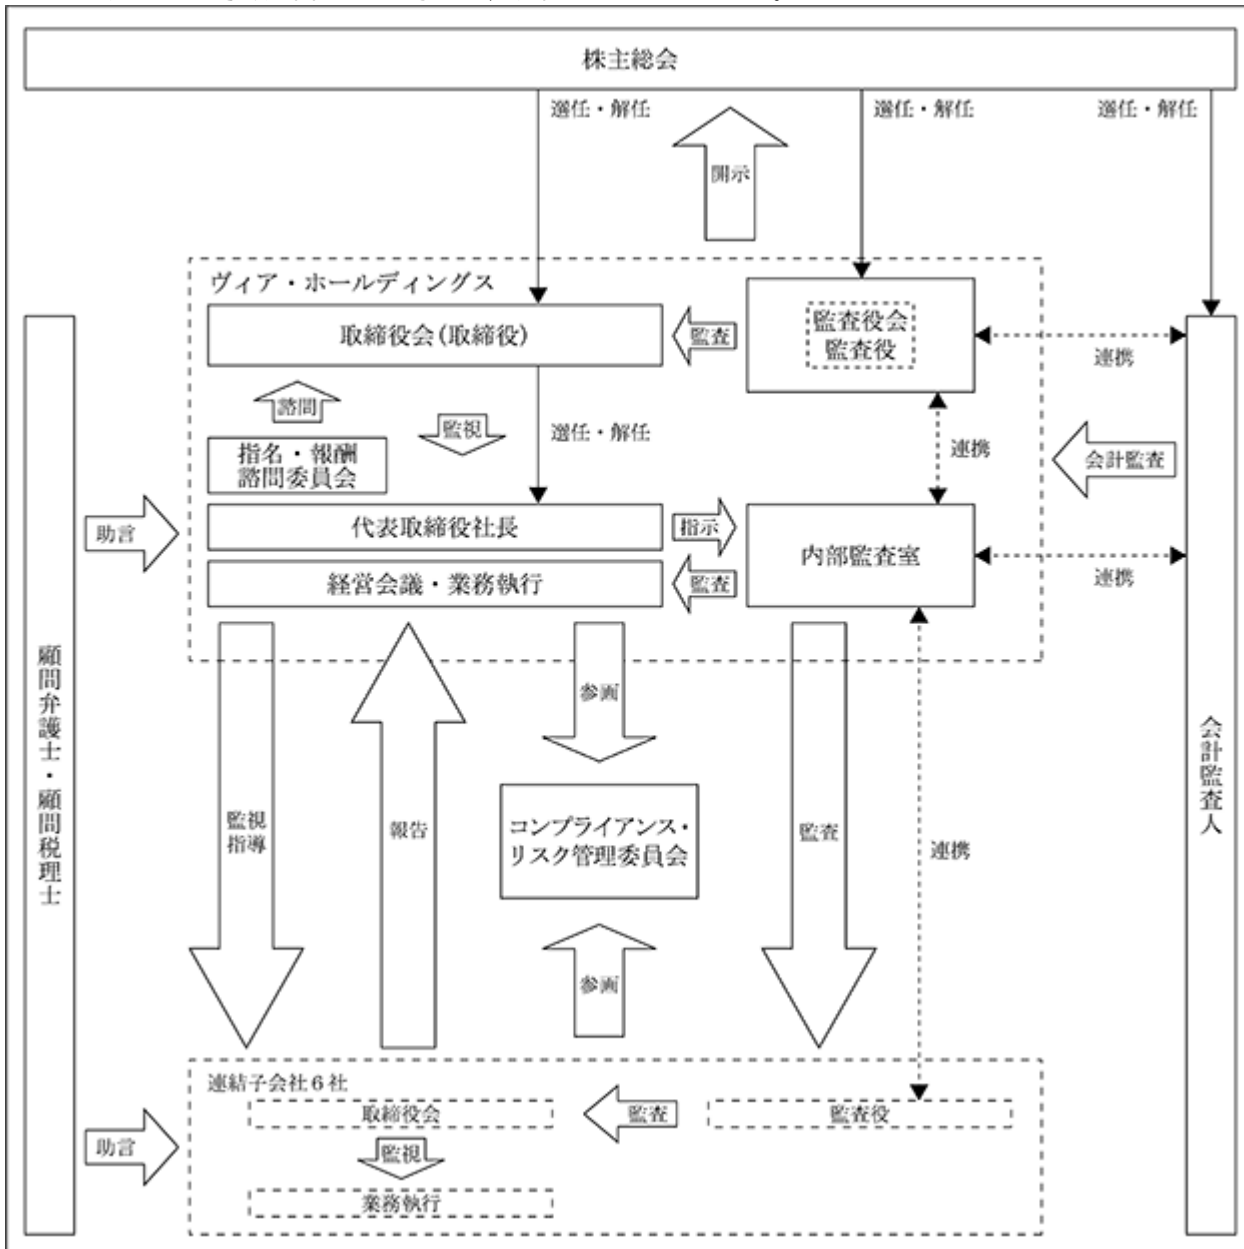 株主総会
選任・解任
選任・解任
選任・解任
開示
ヴィア・ホールディングス
取締役会(取締役)
監査
監査役会
監査役
連携
諮問
監視
選任・解任
連携
会計監査
指名・報酬
諮問委員会
助言
代表取締役社長
指示
内部監査室
経営会議・業務執行
監査
連携
顧問弁護士・顧問税理士
会計監査人
参画
監視
指導
報告
コンプライアンス・
リスク管理委員会
監査
連携
参画
連結子会社6社
取締役会
監査
監査役
助言
監視
業務執行